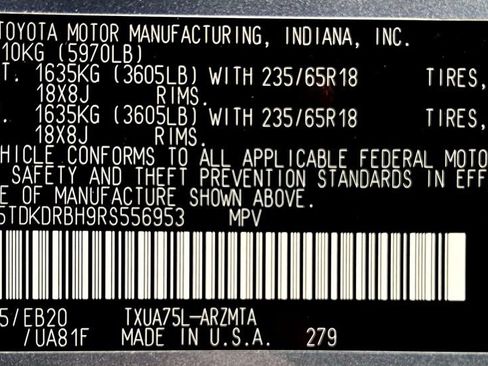 TOYOTA MOTOR MANUFACTURING, INDIANA, INC.
10KG (5970LB)
T. 1635KG (3605LB) WITH 235/65R18 TIRES,
18X8J RIMS.
T. 1635KG (3605LB) WITH 235/65R18 TIRES,
18X8J RIMS.
EHICLE CONFORMS TO ALL APPLICABLE FEDERAL MOTO
SAFETY AND THEFT PREVENTION STANDARDS IN EFF
E OF MANUFACTURE SHOWN ABOVE.
5TDKDRBH9RS556953 MPV
5/EB20 TXUA75L-ARZMTA
/UA81F MADE IN U.S.A. 279